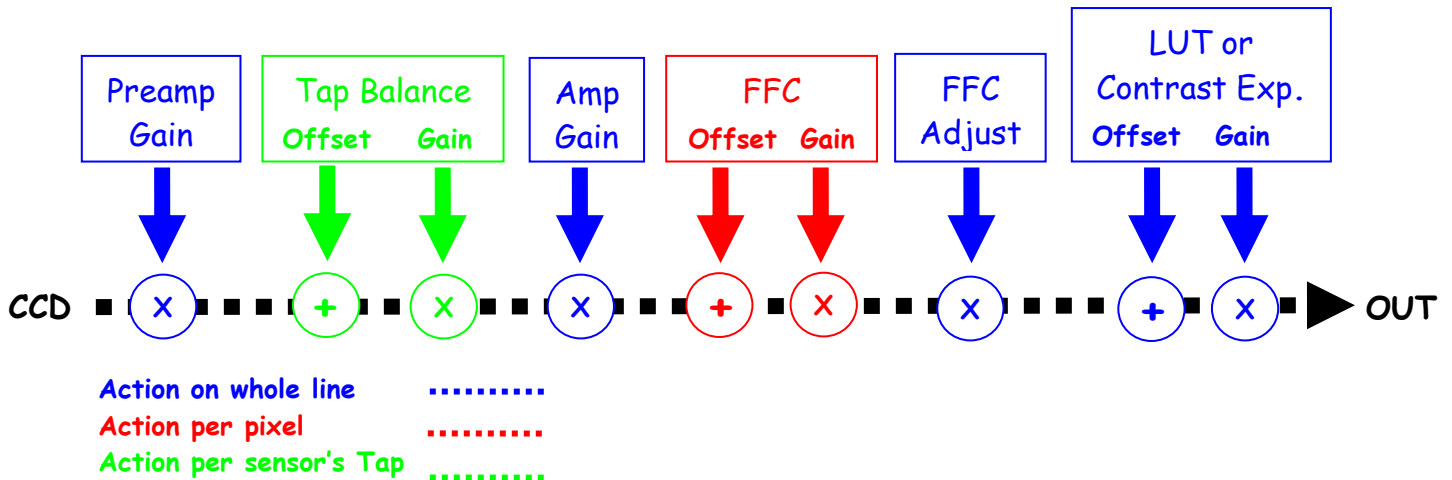 Preamp
Gain
Tap Balance
Offset Gain
Amp
Gain
FFC
Offset Gain
FFC
Adjust
LUT or
Contrast Exp.
Offset Gain
CCD X + X X + X X + X OUT
Action on whole line
Action per pixel
Action per sensor's Tap